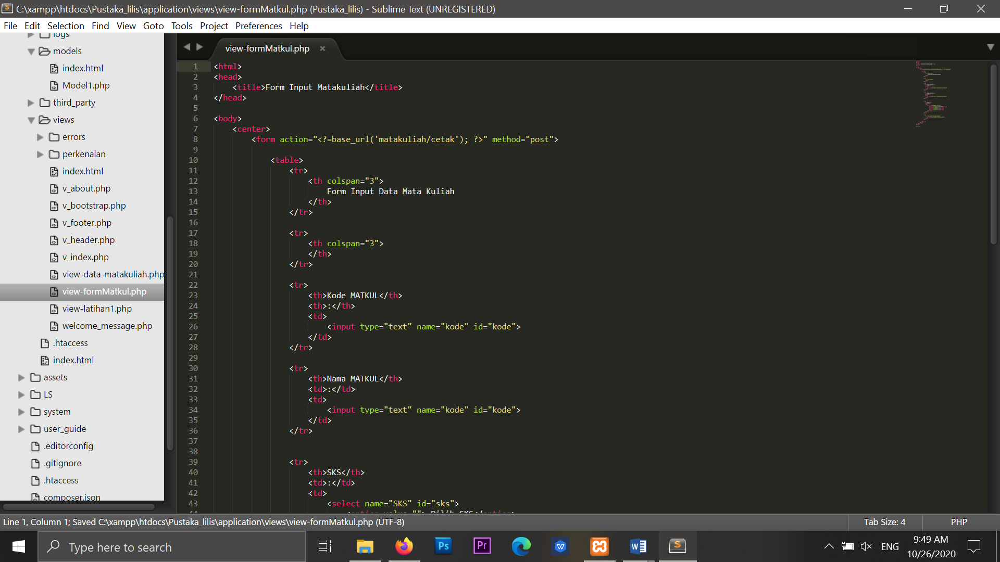 C:\xampp\htdocs\Pustaka_lilis\application\views\view-formMatkul.php (Pustaka_lilis) - Sublime Text (UNREGISTERED)
File Edit Selection Find View Goto Tools Project Preferences Help
logs
models
index.html
Model1.php
third_party
views
errors
perkenalan
index.html
v_about.php
v_bootstrap.php
v_footer.php
v_header.php
v_index.php
view-data-matakuliah.php
view-formMatkul.php
view-latihan1.php
welcome_message.php
.htaccess
index.html
assets
LS
system
user_guide
.editorconfig
.gitignore
.htaccess
composer.json
view-formMatkul.php
1 <html>
2 <head>
3 <title>Form Input Matakuliah</title>
4 </head>
5
6 <body>
7 <center>
8 <form action="<?=base_url('matakuliah/cetak'); ?>" method="post">
9
10 <table>
11 <tr>
12 <th colspan="3">
13 Form Input Data Mata Kuliah
14 </th>
15 </tr>
16
17 <tr>
18 <th colspan="3">
19 </th>
20 </tr>
21
22 <tr>
23 <th>Kode MATKUL</th>
24 <th>:</th>
25 <td>
26 <input type="text" name="kode" id="kode">
27 </td>
28 </tr>
29
30 <tr>
31 <th>Nama MATKUL</th>
32 <td>:</td>
33 <td>
34 <input type="text" name="kode" id="kode">
35 </td>
36 </tr>
37
38
39 <tr>
40 <th>SKS</th>
41 <td>:</td>
42 <td>
43 <select name="SKS" id="sks">
44 <option value=""> Pilih SKS</option>
Line 1, Column 1; Saved C:\xampp\htdocs\Pustaka_lilis\application\views\view-formMatkul.php (UTF-8)
Tab Size: 4
PHP
Type here to search
Ps
Pr
ENG
9:49 AM
10/26/2020